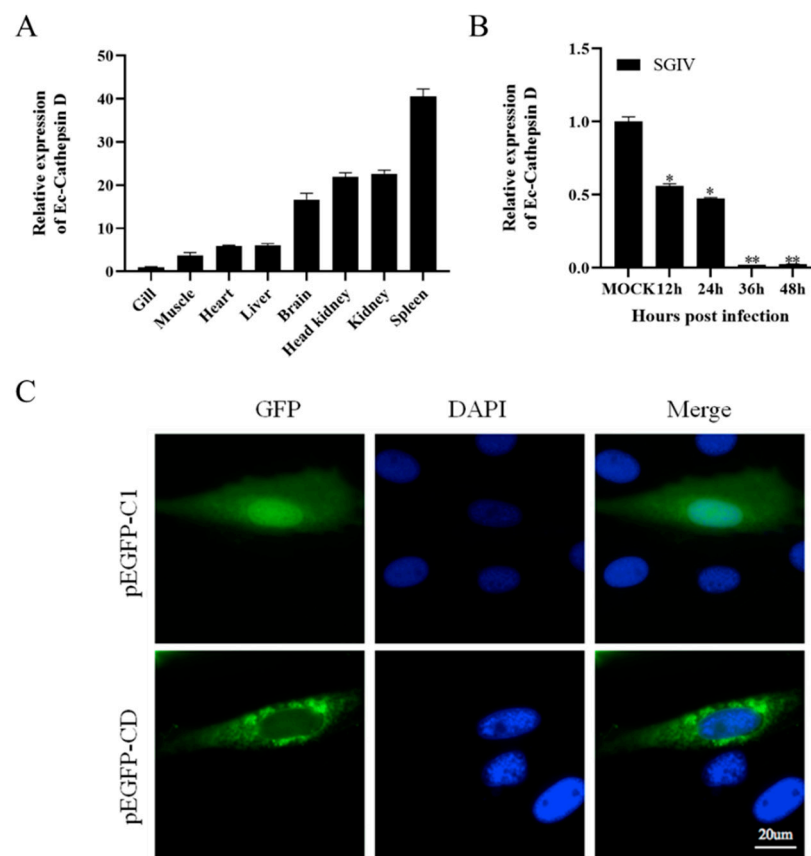 A
Relative expression
of Ec-Cathepsin D
50
40
30
20
10
0
Gill
Muscle
Heart
Liver
Brain
Head kidney
Kidney
Spleen
B
Relative expression
of Ec-Cathepsin D
1.5
1.0
0.5
0.0
SGIV
*
*
**
**
MOCK 12h 24h 36h 48h
Hours post infection
C
GFP DAPI Merge
pEGFP-C1
pEGFP-CD
20um